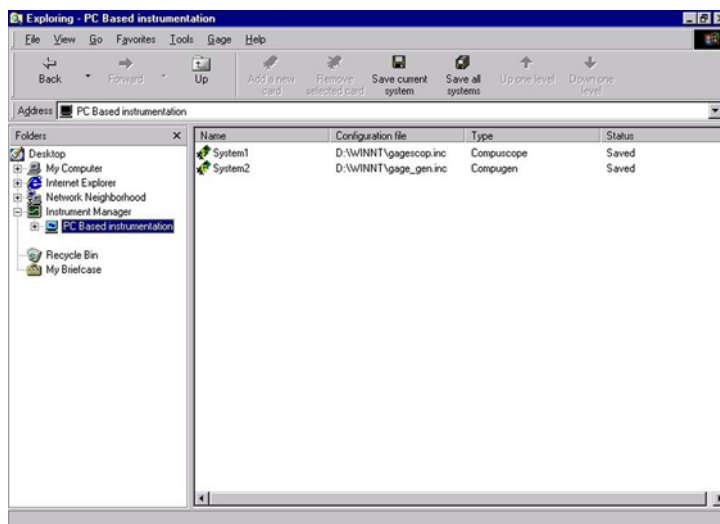 Exploring - PC Based instrumentation
File View Go Favorites Tools Gage Help
Back Forward Up Add a new card Remove selected card Save current system Save all systems Up one level Down one level
Address PC Based instrumentation
Folders
Name Configuration file Type Status
Desktop
My Computer
Internet Explorer
Network Neighborhood
Instrument Manager
PC Based instrumentation
Recycle Bin
My Briefcase
System1 D:\WINNT\gagescop.inc Compuscope Saved
System2 D:\WINNT\gage_gen.inc Compugen Saved